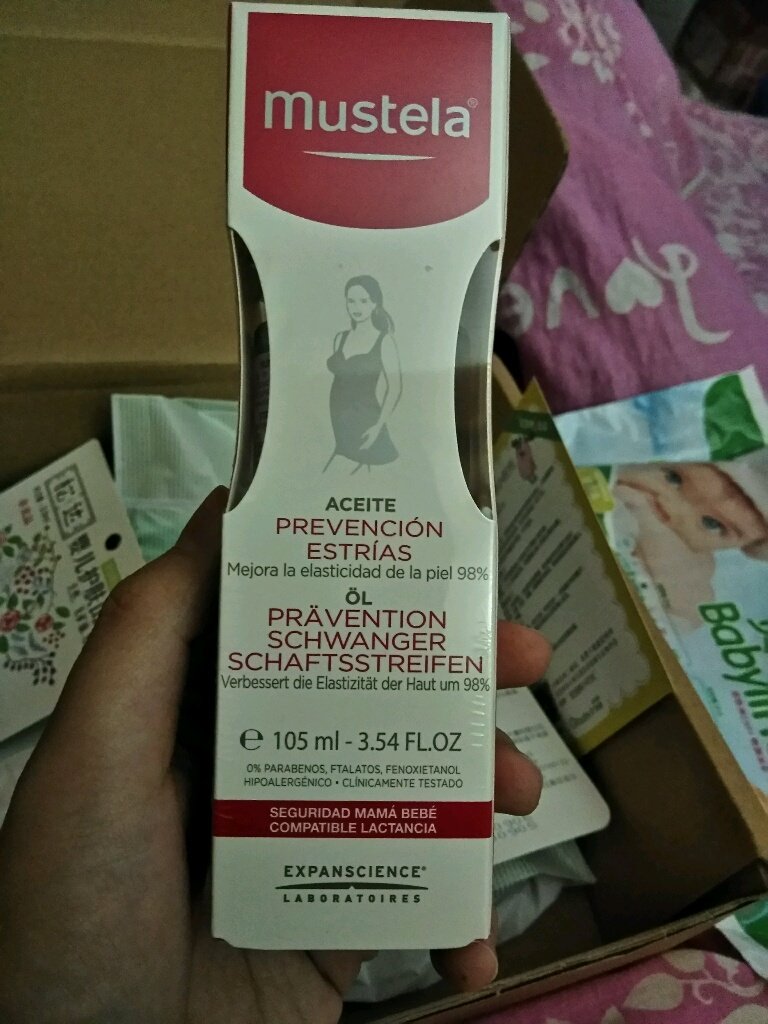 mustela®
ACEITE
PREVENCIÓN
ESTRÍAS
Mejora la elasticidad de la piel 98%
ÖL
PRÄVENTION
SCHWANGER
SCHAFTSSTREIFEN
Verbessert die Elastizität der Haut um 98%
℮ 105 ml - 3.54 FL.OZ
0% PARABENOS, FTALATOS, FENOXIETANOL
HIPOALERGÉNICO • CLÍNICAMENTE TESTADO
SEGURIDAD MAMÁ BEBÉ
COMPATIBLE LACTANCIA
EXPANSCIENCE®
LABORATOIRES
Love